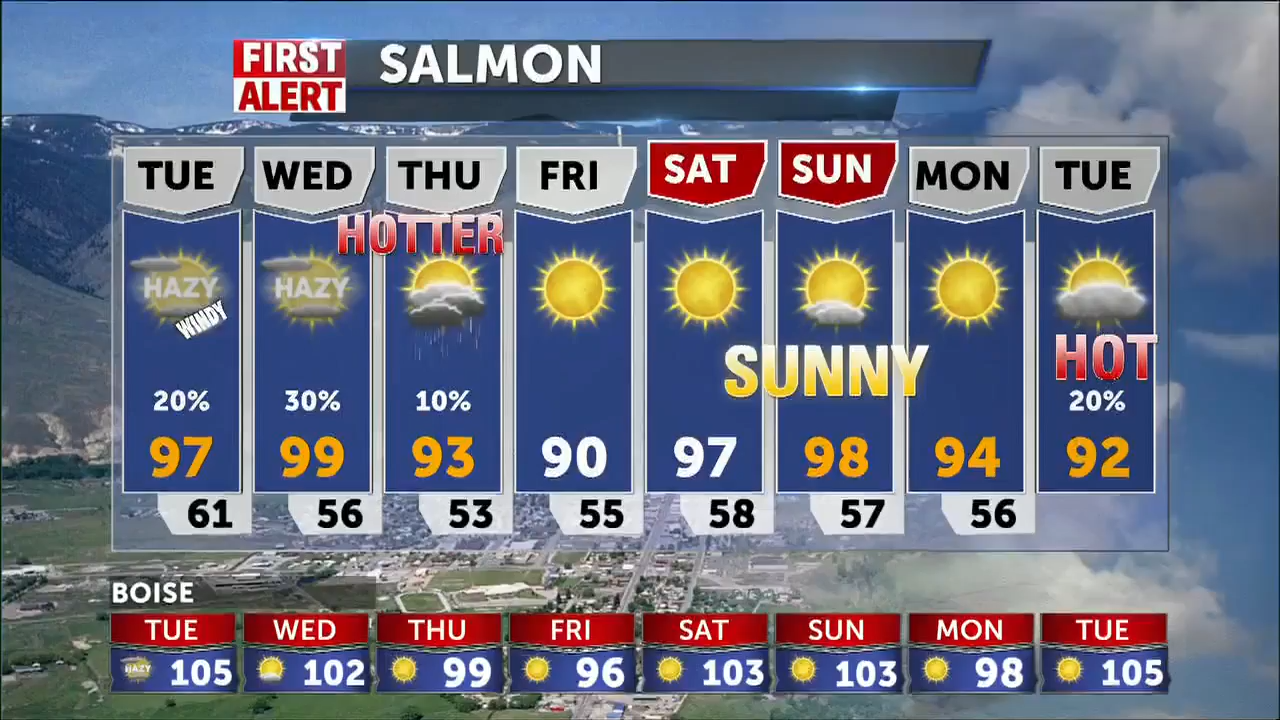 FIRST
ALERT
SALMON
TUE WED THU FRI SAT SUN MON TUE
HOTTER
HAZY HAZY
WINDY
SUNNY
HOT
20% 30% 10% 20%
97 99 93 90 97 98 94 92
61 56 53 55 58 57 56
BOISE
TUE WED THU FRI SAT SUN MON TUE
HAZY 105 102 99 96 103 103 98 105